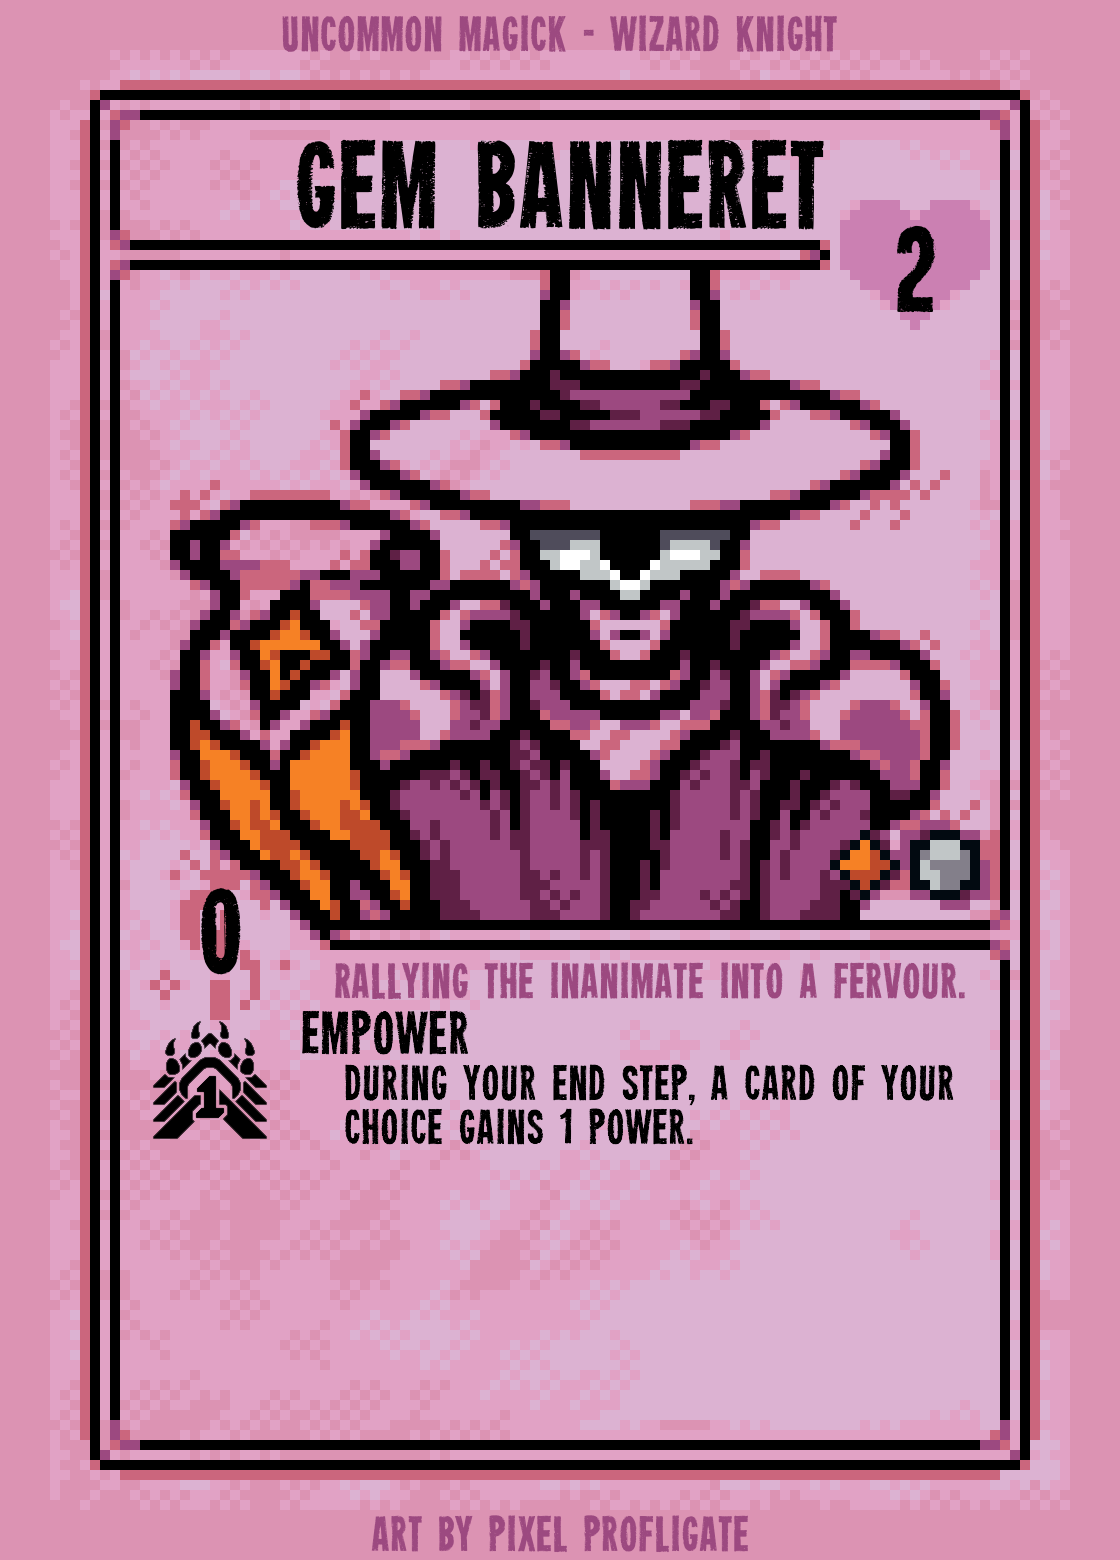 UNCOMMON MAGICK - WIZARD KNIGHT
GEM BANNERET
2
0
RALLYING THE INANIMATE INTO A FERVOUR.
EMPOWER
1
DURING YOUR END STEP, A CARD OF YOUR
CHOICE GAINS 1 POWER.
ART BY PIXEL PROFLIGATE